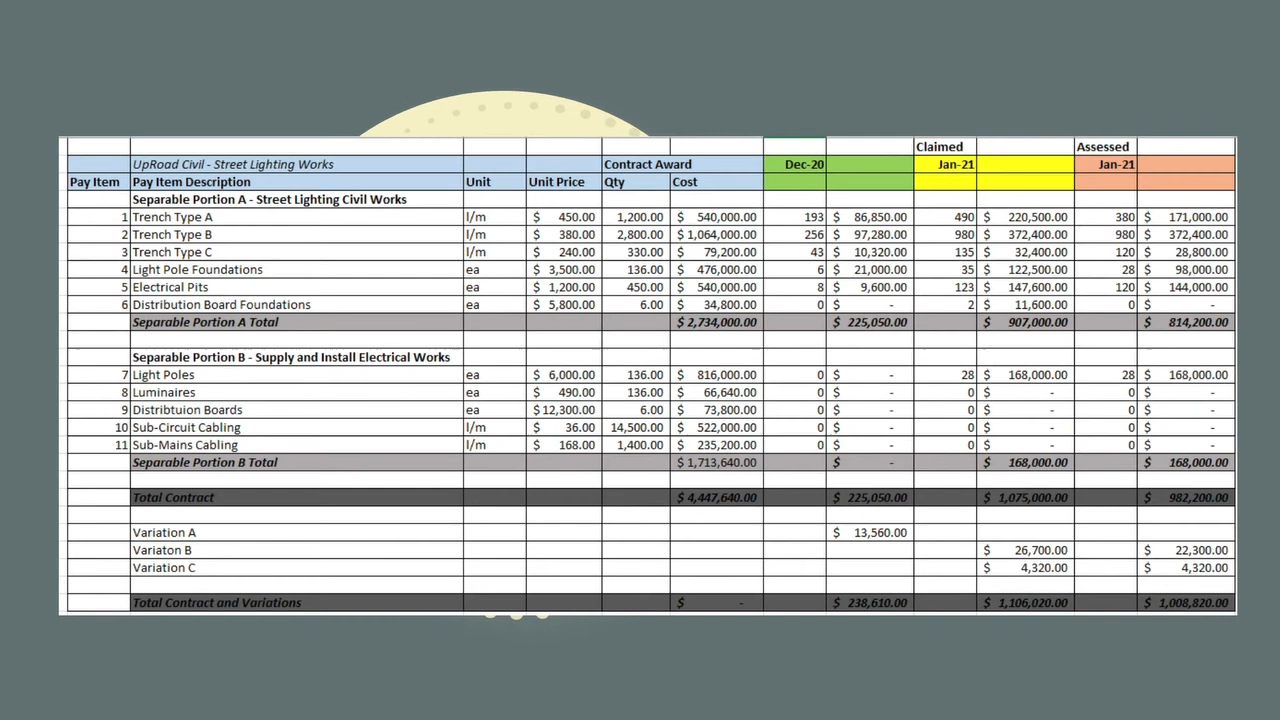 Claimed Assessed
UpRoad Civil - Street Lighting Works Contract Award Dec-20 Jan-21 Jan-21
Pay Item Pay Item Description Unit Unit Price Qty Cost
Separable Portion A - Street Lighting Civil Works
1 Trench Type A l/m $ 450.00 1,200.00 $ 540,000.00 193 $ 86,850.00 490 $ 220,500.00 380 $ 171,000.00
2 Trench Type B l/m $ 380.00 2,800.00 $ 1,064,000.00 256 $ 97,280.00 980 $ 372,400.00 980 $ 372,400.00
3 Trench Type C l/m $ 240.00 330.00 $ 79,200.00 43 $ 10,320.00 135 $ 32,400.00 120 $ 28,800.00
4 Light Pole Foundations ea $ 3,500.00 136.00 $ 476,000.00 6 $ 21,000.00 35 $ 122,500.00 28 $ 98,000.00
5 Electrical Pits ea $ 1,200.00 450.00 $ 540,000.00 8 $ 9,600.00 123 $ 147,600.00 120 $ 144,000.00
6 Distribution Board Foundations ea $ 5,800.00 6.00 $ 34,800.00 0 $ - 2 $ 11,600.00 0 $ -
Separable Portion A Total $ 2,734,000.00 $ 225,050.00 $ 907,000.00 $ 814,200.00
Separable Portion B - Supply and Install Electrical Works
7 Light Poles ea $ 6,000.00 136.00 $ 816,000.00 0 $ - 28 $ 168,000.00 28 $ 168,000.00
8 Luminaires ea $ 490.00 136.00 $ 66,640.00 0 $ - 0 $ - 0 $ -
9 Distribtuion Boards ea $ 12,300.00 6.00 $ 73,800.00 0 $ - 0 $ - 0 $ -
10 Sub-Circuit Cabling l/m $ 36.00 14,500.00 $ 522,000.00 0 $ - 0 $ - 0 $ -
11 Sub-Mains Cabling l/m $ 168.00 1,400.00 $ 235,200.00 0 $ - 0 $ - 0 $ -
Separable Portion B Total $ 1,713,640.00 $ - $ 168,000.00 $ 168,000.00
Total Contract $ 4,447,640.00 $ 225,050.00 $ 1,075,000.00 $ 982,200.00
Variation A $ 13,560.00
Variaton B $ 26,700.00 $ 22,300.00
Variation C $ 4,320.00 $ 4,320.00
Total Contract and Variations $ - $ 238,610.00 $ 1,106,020.00 $ 1,008,820.00